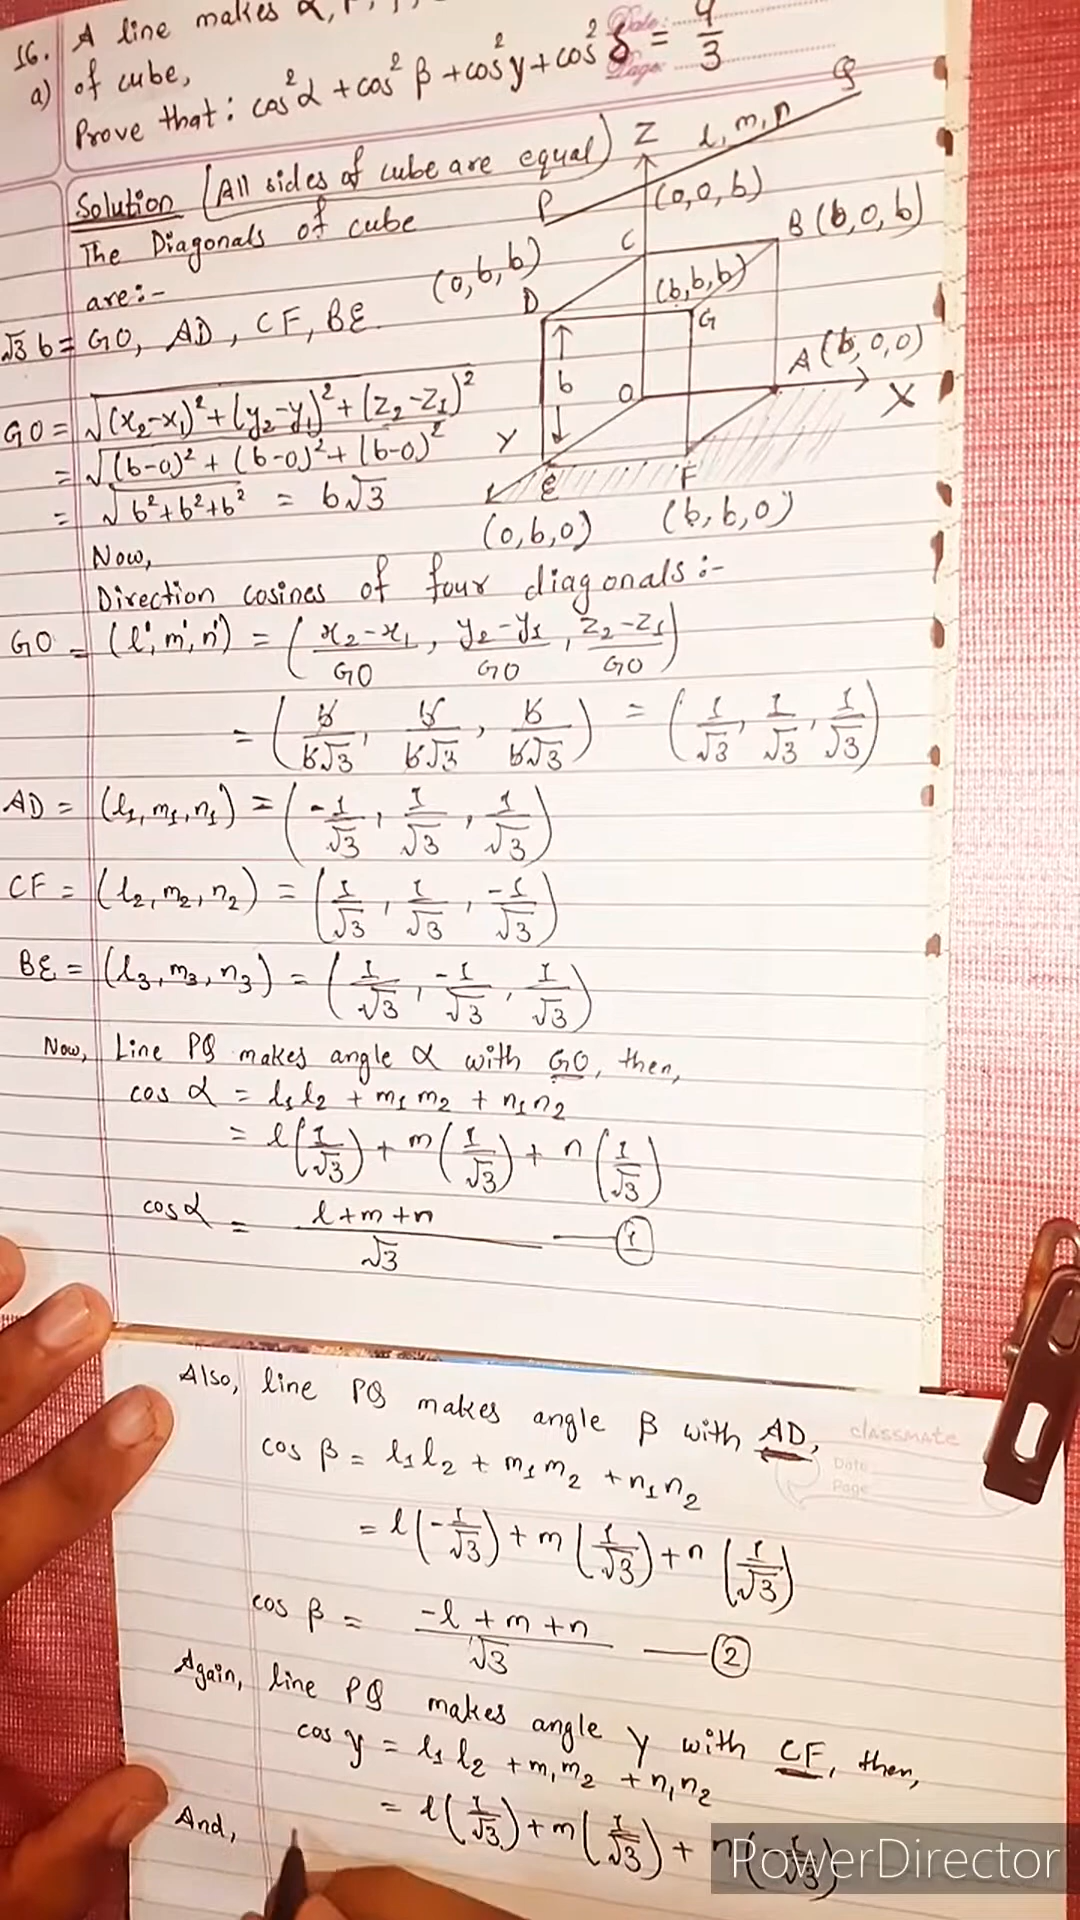 16. A line makes α,
a) of cube,
Prove that: cos²α + cos²β + cos²γ + cos²δ = 4/3
Date:
Page:
Solution (All sides of cube are equal)
The Diagonals of cube
are:-
√3 b = GO, AD, CF, BE
Z
l, m, n
Q
P
(0,0,b)
C
B (b,0,b)
(0,b,b)
D
(b,b,b)
G
b
O
A (b,0,0)
X
Y
E
F
(0,b,0)
(b,b,0)
GO = √(x₂-x₁)² + (y₂-y₁)² + (z₂-z₁)²
= √(b-0)² + (b-0)² + (b-0)²
= √b²+b²+b² = b√3
Now,
Direction cosines of four diagonals:-
GO = (l', m', n') = (x₂-x₁/GO, y₂-y₁/GO, z₂-z₁/GO)
= (b/b√3, b/b√3, b/b√3) = (1/√3, 1/√3, 1/√3)
AD = (l₁, m₁, n₁) = (-1/√3, 1/√3, 1/√3)
CF = (l₂, m₂, n₂) = (1/√3, 1/√3, -1/√3)
BE = (l₃, m₃, n₃) = (1/√3, -1/√3, 1/√3)
Now, Line PQ makes angle α with GO, then,
cos α = l₁l₂ + m₁m₂ + n₁n₂
= l(1/√3) + m(1/√3) + n(1/√3)
cosα = l+m+n/√3 — ①
Also, line PQ makes angle β with AD,
classmate
Date
Page
cos β = l₁l₂ + m₁m₂ + n₁n₂
= l(-1/√3) + m(1/√3) + n(1/√3)
cos β = -l+m+n/√3 — ②
Again, line PQ makes angle γ with CF, then,
cos γ = l₁l₂ + m₁m₂ + n₁n₂
= l(1/√3) + m(1/√3) + n(-1/√3)
And,
PowerDirector